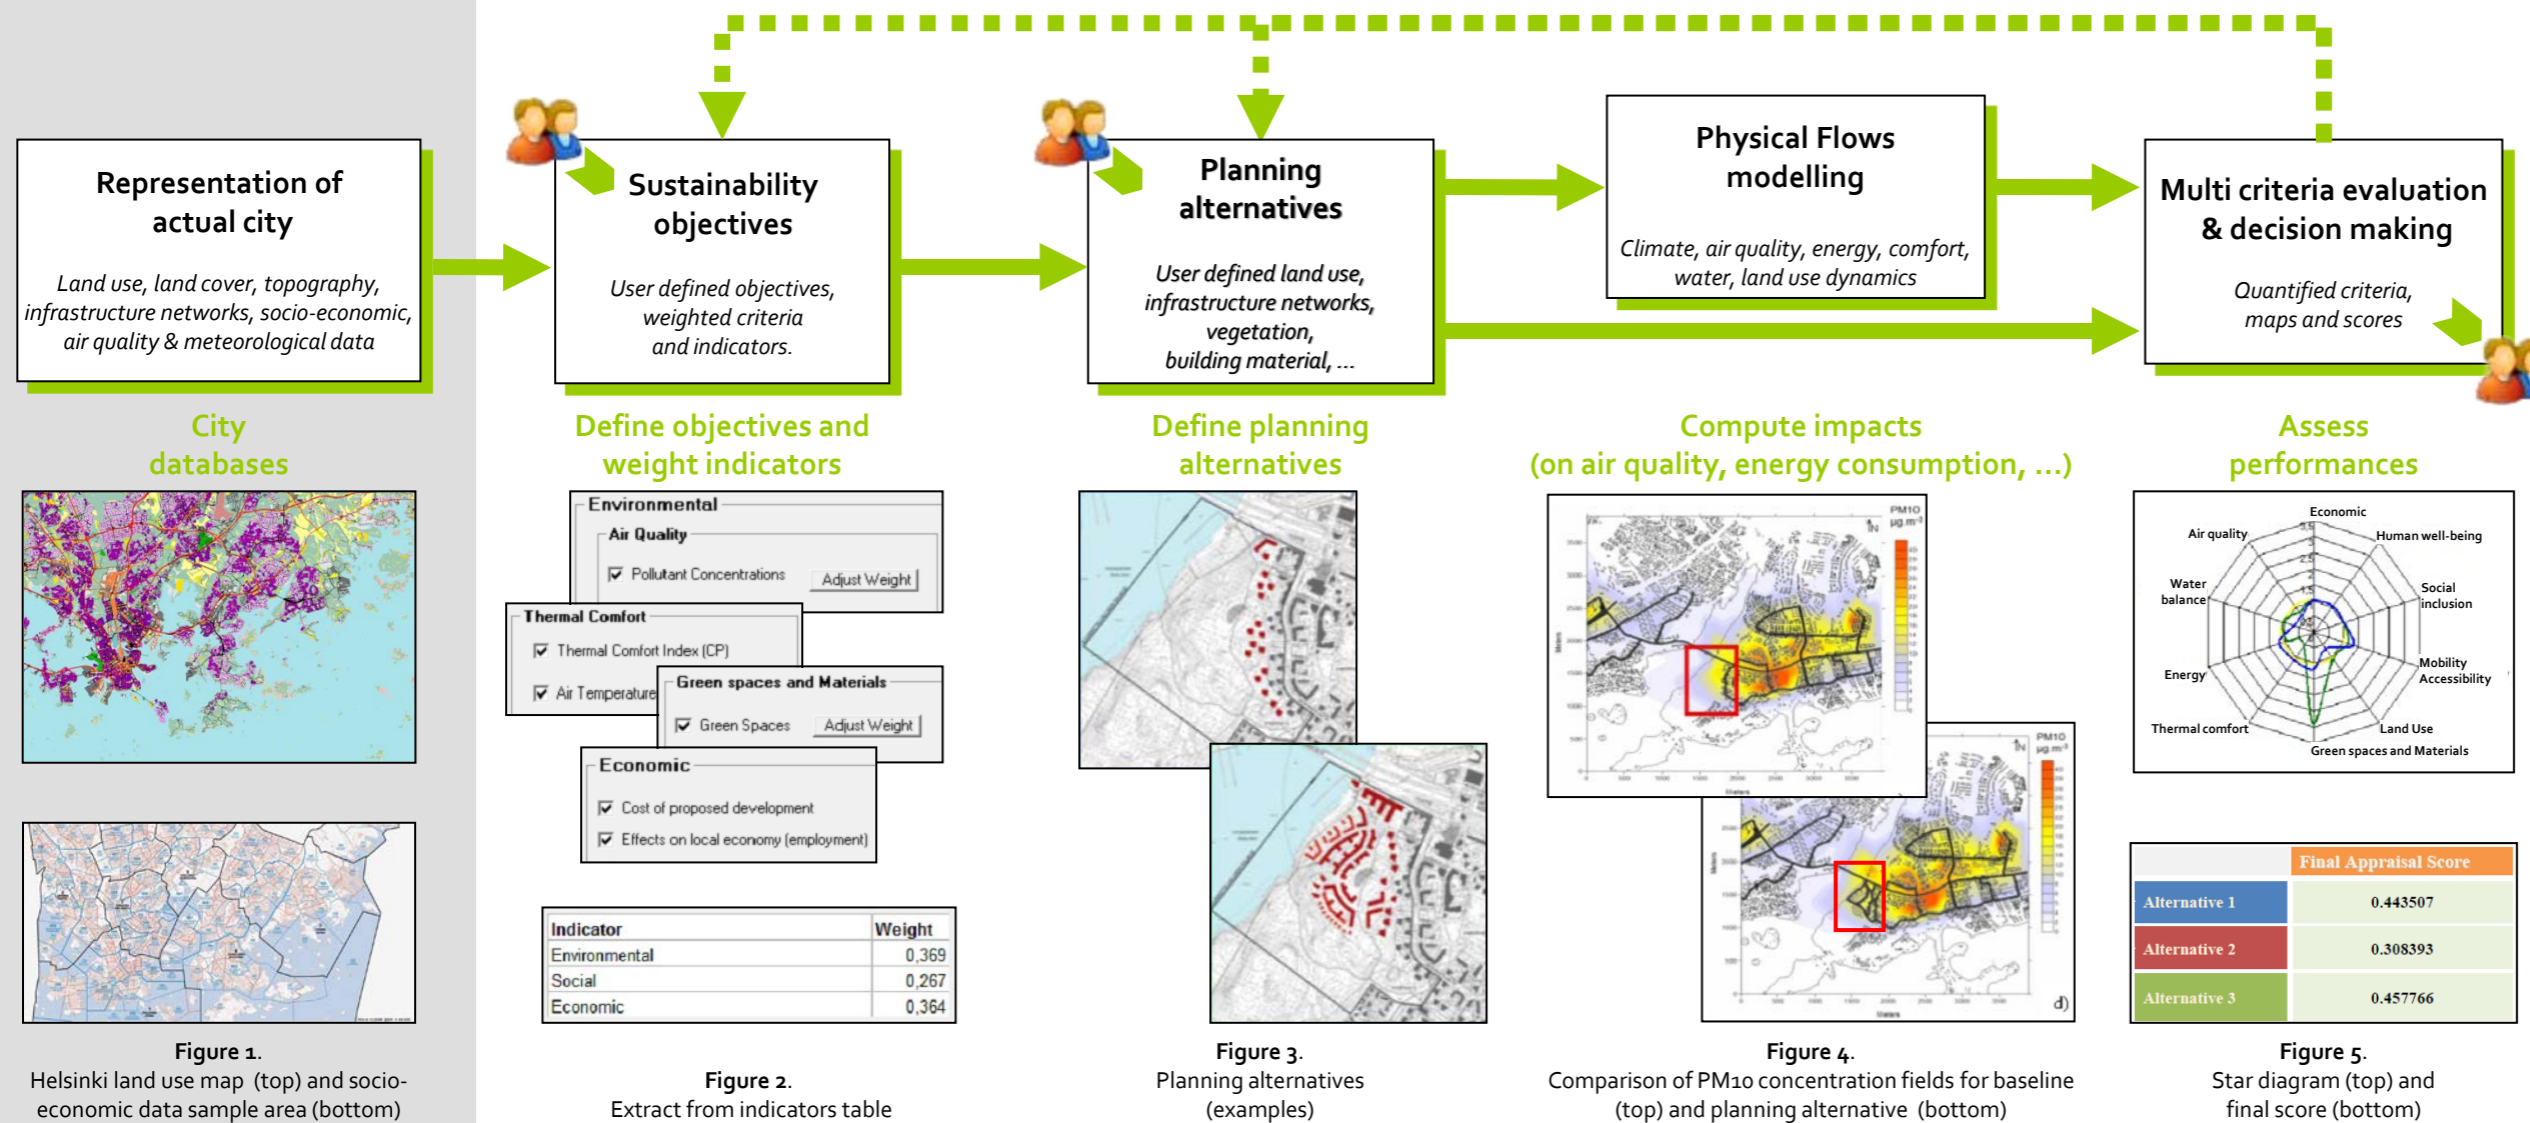 Representation of
actual city
Land use, land cover, topography,
infrastructure networks, socio-economic,
air quality & meteorological data
Sustainability
objectives
User defined objectives,
weighted criteria
and indicators.
Planning
alternatives
User defined land use,
infrastructure networks,
vegetation,
building material, ...
Physical Flows
modelling
Climate, air quality, energy, comfort,
water, land use dynamics
Multi criteria evaluation
& decision making
Quantified criteria,
maps and scores
City
databases
Define objectives and
weight indicators
Define planning
alternatives
Compute impacts
(on air quality, energy consumption, ...)
Assess
performances
Environmental
Air Quality
Pollutant Concentrations
Adjust Weight
Thermal Comfort
Thermal Comfort Index (CP)
Air Temperature
Green spaces and Materials
Green Spaces
Adjust Weight
Economic
Cost of proposed development
Effects on local economy (employment)
Indicator Weight
Environmental 0,369
Social 0,267
Economic 0,364
PM10
µg.m-3
Meters
PM10
µg.m-3
Meters
d)
Economic
Human well-being
Social
inclusion
Mobility
Accessibility
Land Use
Green spaces and Materials
Thermal comfort
Energy
Water
balance
Air quality
Final Appraisal Score
Alternative 1 0.443507
Alternative 2 0.308393
Alternative 3 0.457766
Figure 1.
Helsinki land use map (top) and socio-
economic data sample area (bottom)
Figure 2.
Extract from indicators table
Figure 3.
Planning alternatives
(examples)
Figure 4.
Comparison of PM10 concentration fields for baseline
(top) and planning alternative (bottom)
Figure 5.
Star diagram (top) and
final score (bottom)